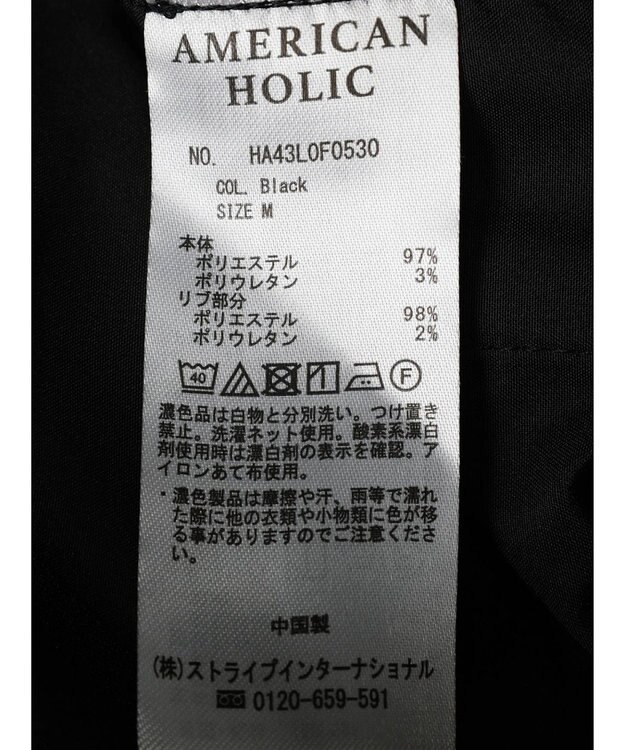 AMERICAN
HOLIC
NO. HA43L0F0530
COL. Black
SIZE M
本体
ポリエステル 97%
ポリウレタン 3%
リブ部分
ポリエステル 98%
ポリウレタン 2%
40 F
濃色品は白物と分別洗い。つけ置き
禁止。洗濯ネット使用。酸素系漂白
剤使用時は漂白剤の表示を確認。ア
イロンあて布使用。
・濃色製品は摩擦や汗、雨等で濡れ
た際に他の衣類や小物類に色が移
る事がありますのでご注意くださ
い。
中国製
(株)ストライプインターナショナル
0120-659-591